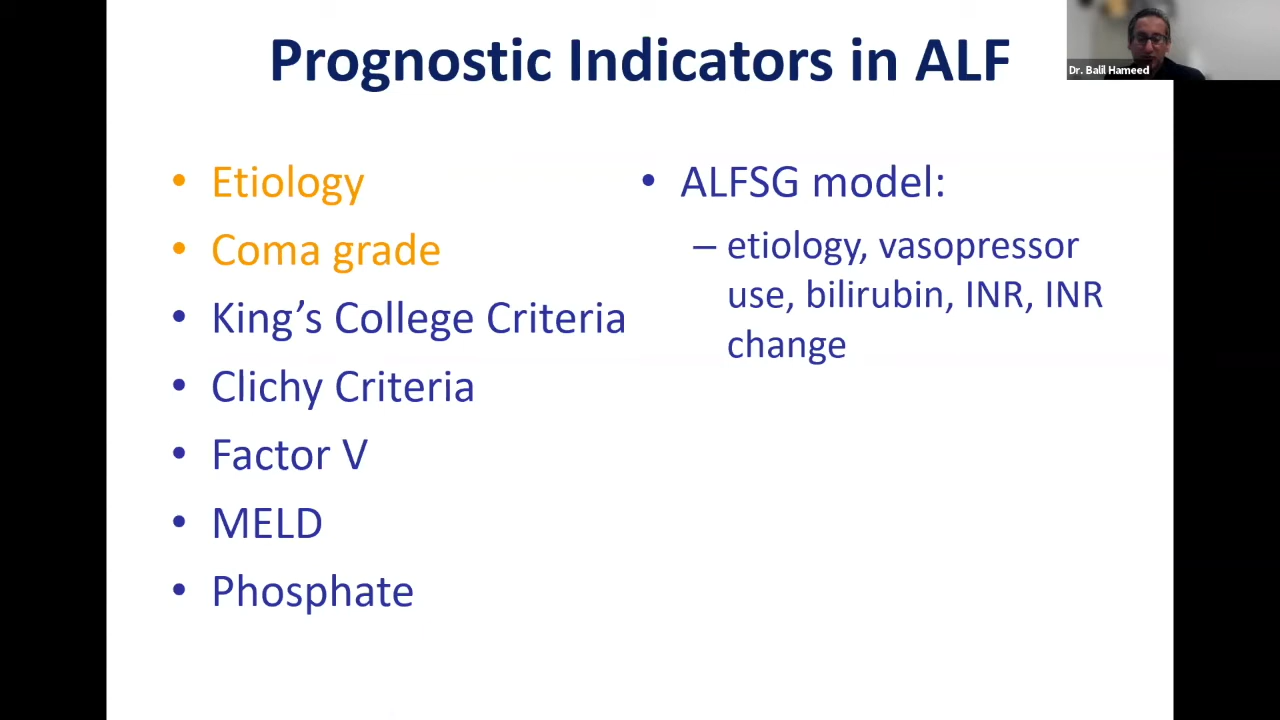 Prognostic Indicators in ALF
Dr. Balil Hameed
• Etiology
• Coma grade
• King’s College Criteria
• Clichy Criteria
• Factor V
• MELD
• Phosphate
• ALFSG model:
– etiology, vasopressor
use, bilirubin, INR, INR
change